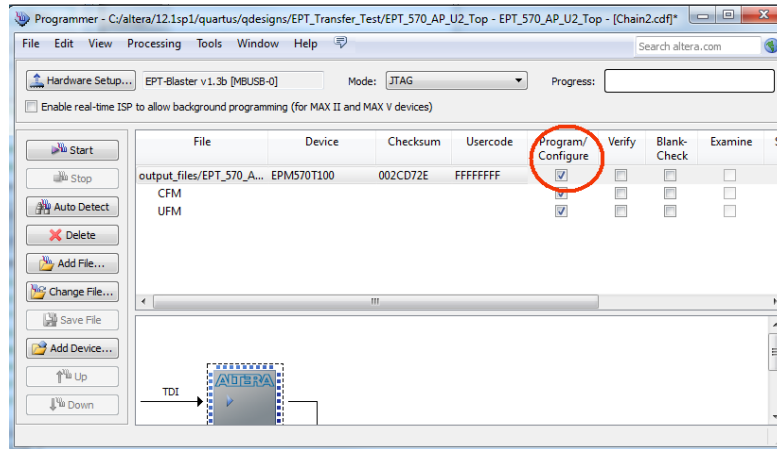 Programmer - C:/altera/12.1sp1/quartus/qdesigns/EPT_Transfer_Test/EPT_570_AP_U2_Top - EPT_570_AP_U2_Top - [Chain2.cdf]*
File Edit View Processing Tools Window Help
Search altera.com
Hardware Setup... EPT-Blaster v1.3b [MBUSB-0] Mode: JTAG Progress:
Enable real-time ISP to allow background programming (for MAX II and MAX V devices)
File Device Checksum Usercode Program/ Verify Blank- Examine
Configure Check
Start
Stop
Auto Detect
Delete
Add File...
Change File...
Save File
Add Device...
Up
Down
output_files/EPT_570_A... EPM570T100 002CD72E FFFFFFFF
CFM
UFM
ALTERA
TDI